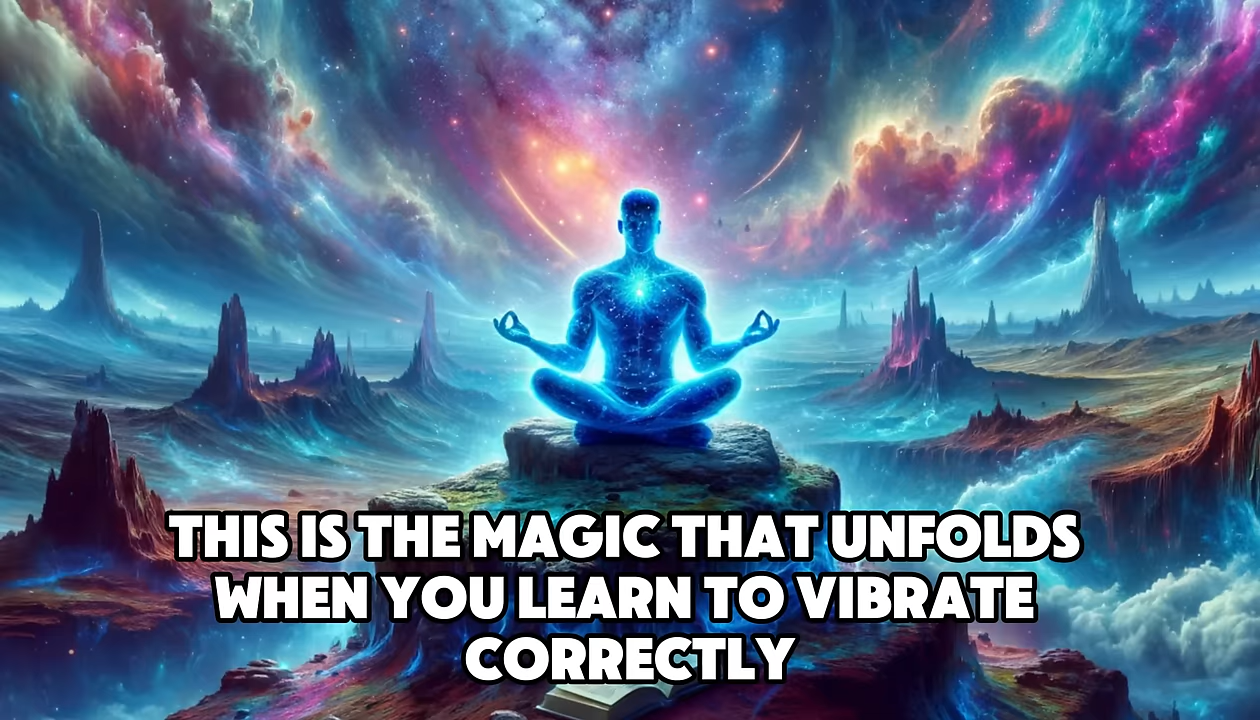 THIS IS THE MAGIC THAT UNFOLDS
WHEN YOU LEARN TO VIBRATE
CORRECTLY